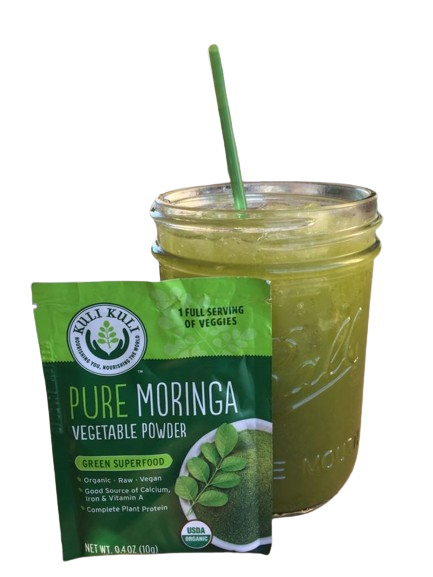 KULI KULI
NOURISHING YOU, NOURISHING THE WORLD
™
1 FULL SERVING
OF VEGGIES
PURE MORINGA
VEGETABLE POWDER
GREEN SUPERFOOD
Organic - Raw - Vegan
Good Source of Calcium,
Iron & Vitamin A
Complete Plant Protein
USDA
ORGANIC
NET WT. 0.4 OZ (10g)
Ball
E MOUTH